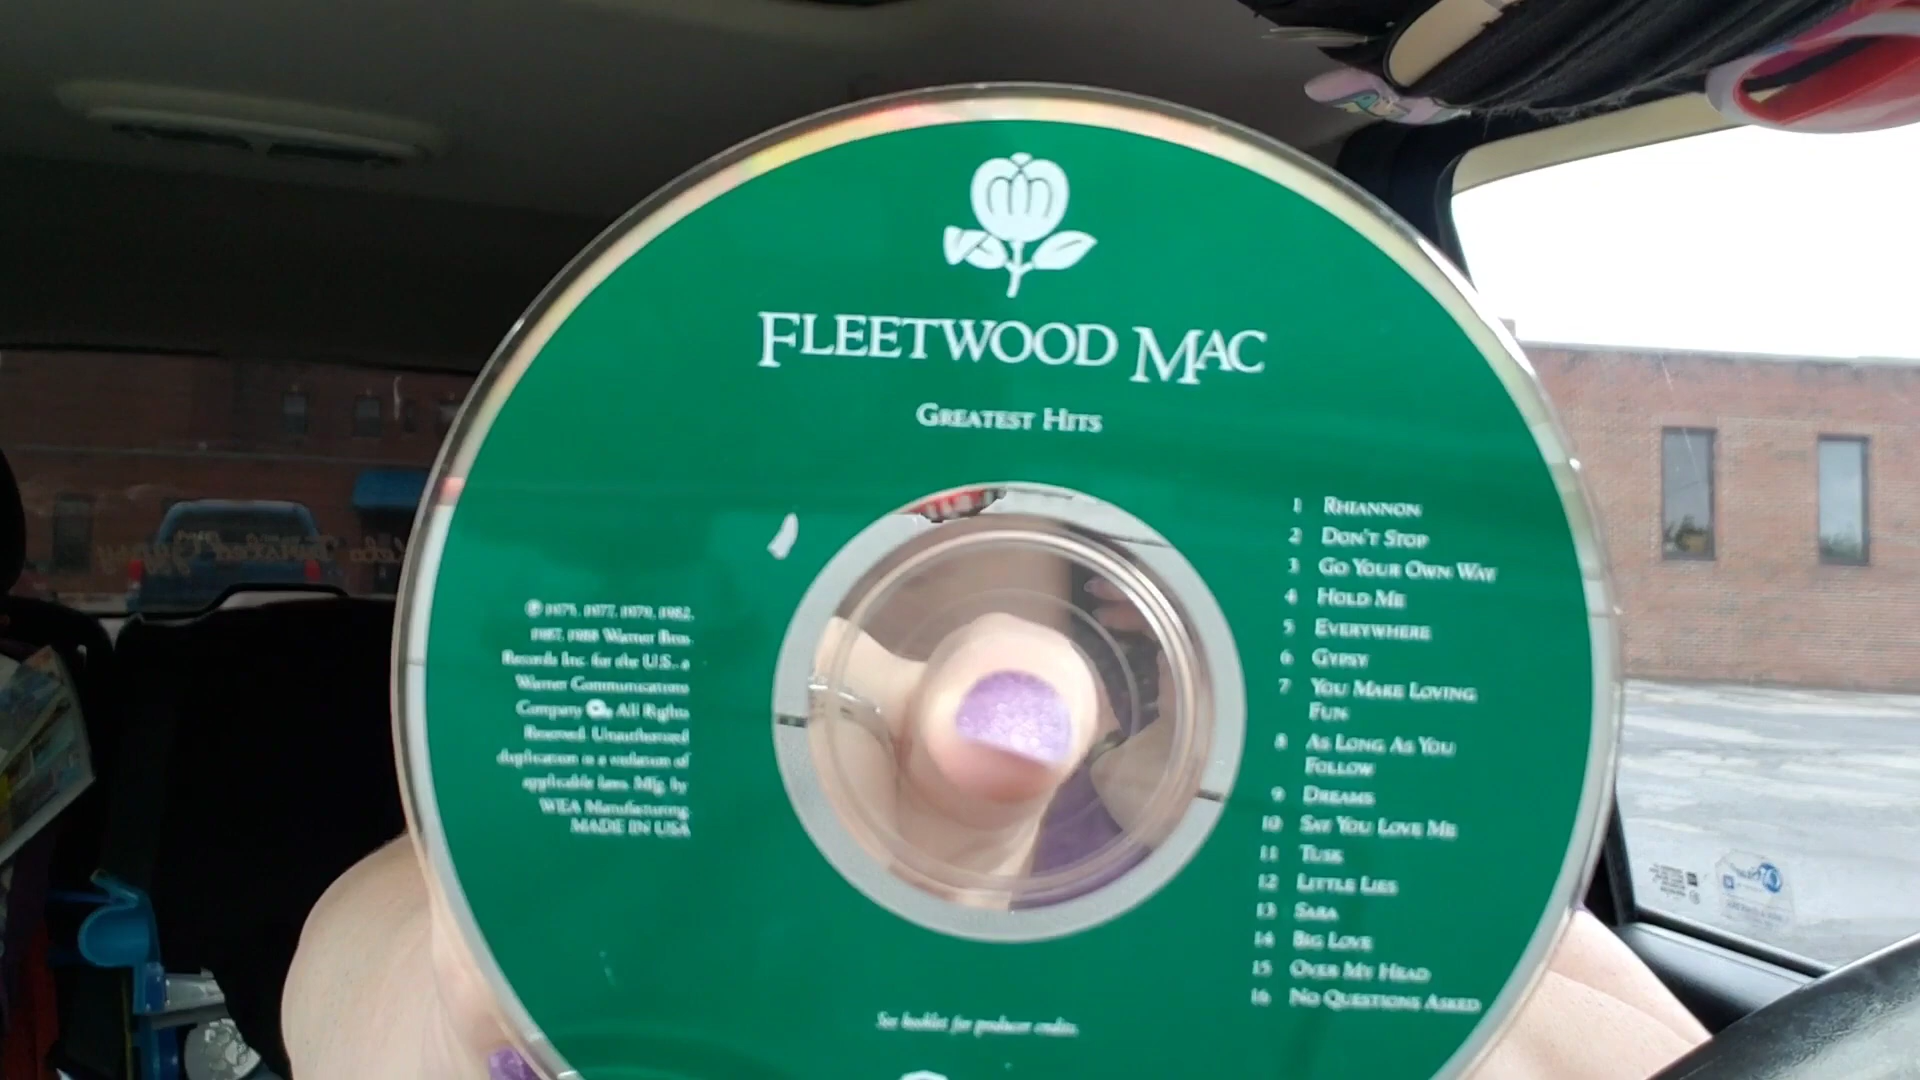 FLEETWOOD MAC
GREATEST HITS
1 RHIANNON
2 DON'T STOP
3 GO YOUR OWN WAY
4 HOLD ME
5 EVERYWHERE
6 GYPSY
7 YOU MAKE LOVING
FUN
8 AS LONG AS YOU
FOLLOW
9 DREAMS
10 SAY YOU LOVE ME
11 TUSK
12 LITTLE LIES
13 SARA
14 BIG LOVE
15 OVER MY HEAD
16 NO QUESTIONS ASKED
℗ 1975, 1977, 1979, 1982,
1987, 1988 Warner Bros.
Records Inc. for the U.S., a
Warner Communications
Company All Rights
Reserved. Unauthorized
duplication is a violation of
applicable laws. Mfg. by
WEA Manufacturing.
MADE IN USA
See booklet for producer credits.